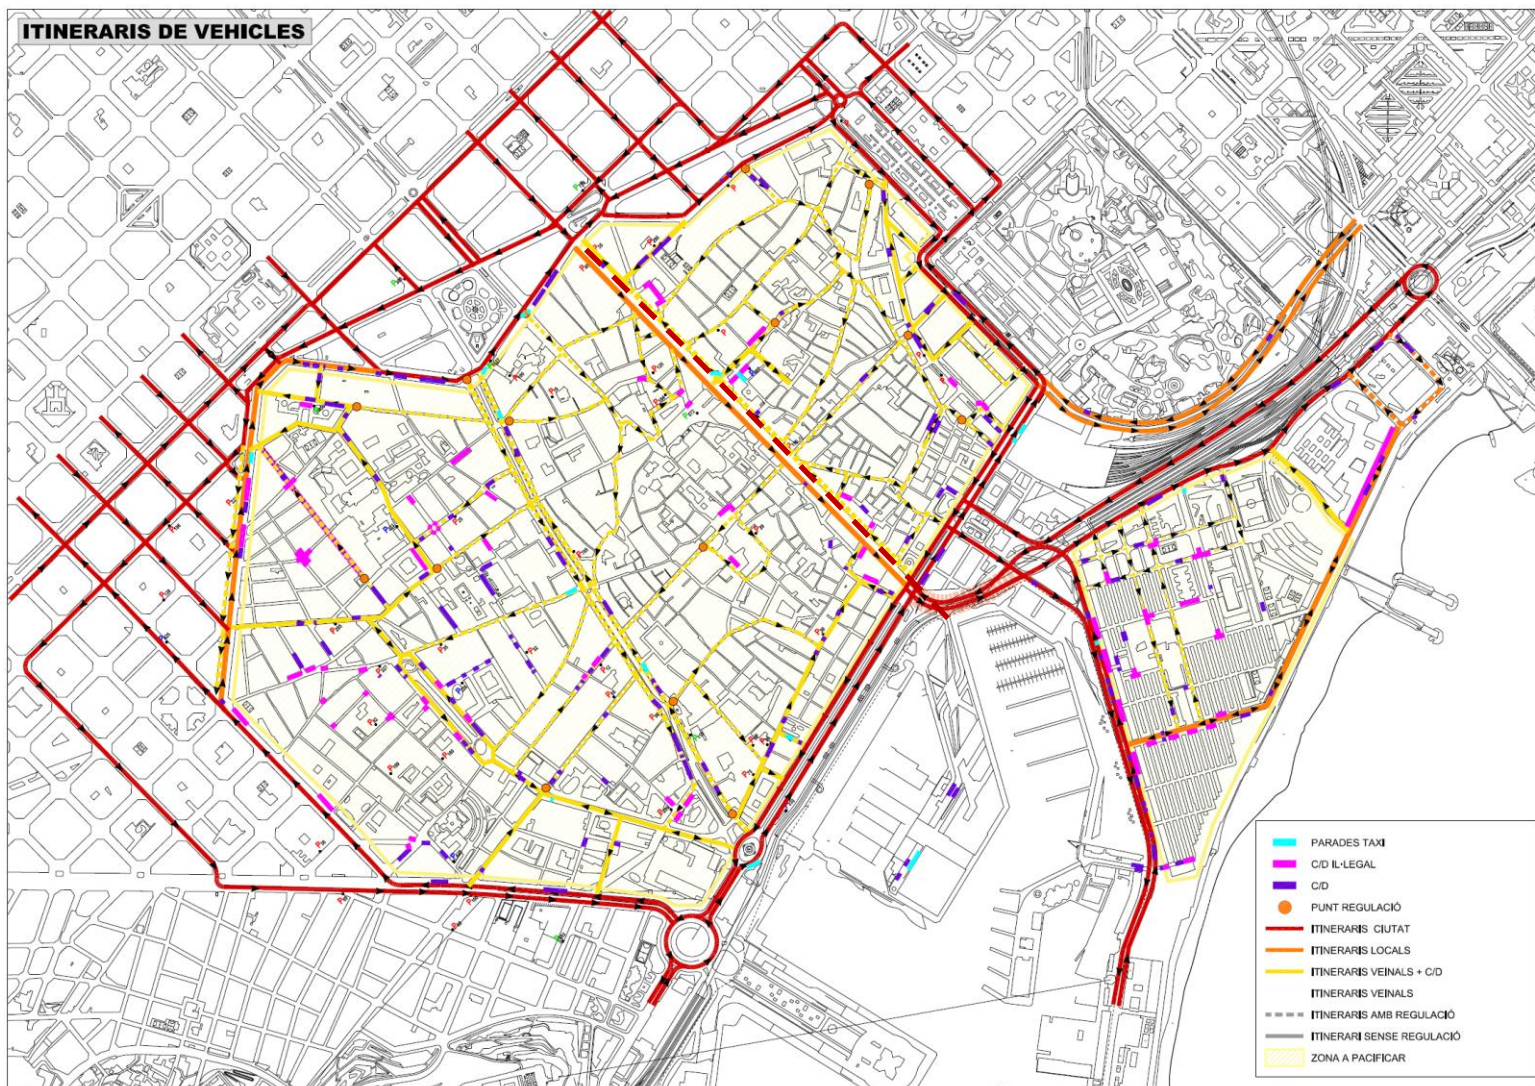 ITINERARIS DE VEHICLES
PARADES TAXI
C/D IL·LEGAL
C/D
PUNT REGULACIÓ
ITINERARIS CIUTAT
ITINERARIS LOCALS
ITINERARIS VEINALS + C/D
ITINERARIS VEINALS
ITINERARIS AMB REGULACIÓ
ITINERARI SENSE REGULACIÓ
ZONA A PACIFICAR